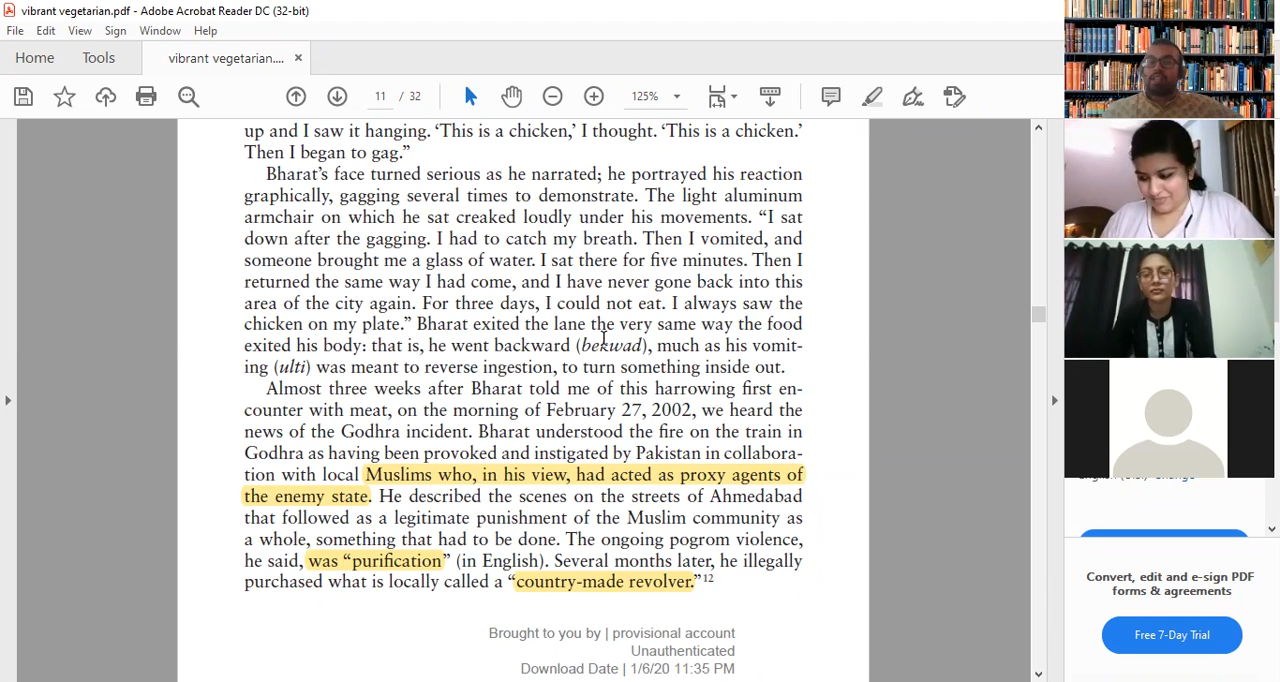 vibrant vegetarian.pdf - Adobe Acrobat Reader DC (32-bit)
File Edit View Sign Window Help
Home Tools vibrant vegetarian.... ×
11 / 32 125%
up and I saw it hanging. ‘This is a chicken,’ I thought. ‘This is a chicken.’
Then I began to gag.”
Bharat’s face turned serious as he narrated; he portrayed his reaction
graphically, gagging several times to demonstrate. The light aluminum
armchair on which he sat creaked loudly under his movements. “I sat
down after the gagging. I had to catch my breath. Then I vomited, and
someone brought me a glass of water. I sat there for five minutes. Then I
returned the same way I had come, and I have never gone back into this
area of the city again. For three days, I could not eat. I always saw the
chicken on my plate.” Bharat exited the lane the very same way the food
exited his body: that is, he went backward (bekwad), much as his vomit-
ing (ulti) was meant to reverse ingestion, to turn something inside out.
Almost three weeks after Bharat told me of this harrowing first en-
counter with meat, on the morning of February 27, 2002, we heard the
news of the Godhra incident. Bharat understood the fire on the train in
Godhra as having been provoked and instigated by Pakistan in collabora-
tion with local Muslims who, in his view, had acted as proxy agents of
the enemy state. He described the scenes on the streets of Ahmedabad
that followed as a legitimate punishment of the Muslim community as
a whole, something that had to be done. The ongoing pogrom violence,
he said, was “purification” (in English). Several months later, he illegally
purchased what is locally called a “country-made revolver.”12
Brought to you by | provisional account
Unauthenticated
Download Date | 1/6/20 11:35 PM
Convert, edit and e-sign PDF
forms & agreements
Free 7-Day Trial